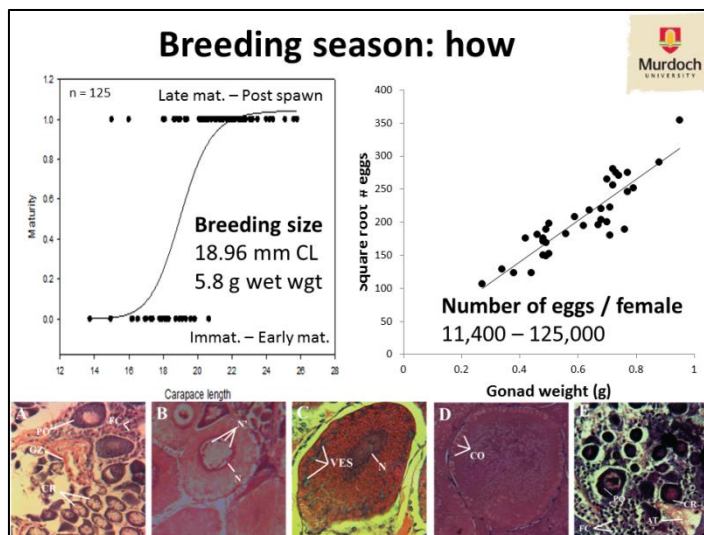 Breeding season: how
Murdoch
UNIVERSITY
n = 125
Late mat. – Post spawn
1.0
0.8
0.6
0.4
0.2
0.0
Maturity
Breeding size
18.96 mm CL
5.8 g wet wgt
Immat. – Early mat.
12 14 16 18 20 22 24 26 28
Carapace length
400
350
300
250
200
150
100
50
0
Square root # eggs
Number of eggs / female
11,400 – 125,000
0 0.2 0.4 0.6 0.8 1
Gonad weight (g)
A
PO
FC
GZ
CR
B
N'
N
C
VES
N
D
CO
E
PO
CR
FC
AT